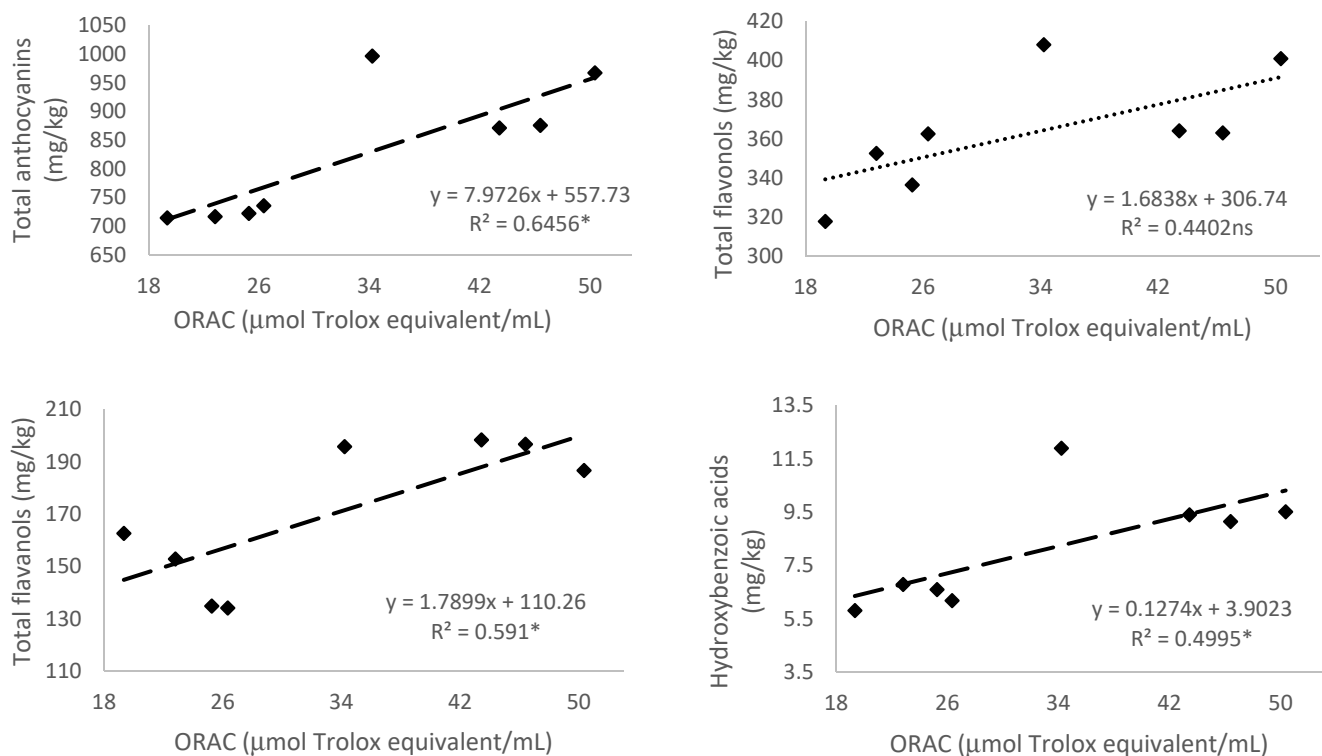 Total anthocyanins
(mg/kg)
1050
1000
950
900
850
800
750
700
650
y = 7.9726x + 557.73
R² = 0.6456*
18 26 34 42 50
ORAC (μmol Trolox equivalent/mL)
Total flavonols (mg/kg)
420
400
380
360
340
320
300
y = 1.6838x + 306.74
R² = 0.4402ns
18 26 34 42 50
ORAC (μmol Trolox equivalent/mL)
Total flavanols (mg/kg)
210
190
170
150
130
110
y = 1.7899x + 110.26
R² = 0.591*
18 26 34 42 50
ORAC (μmol Trolox equivalent/mL)
Hydroxybenzoic acids
(mg/kg)
13.5
11.5
9.5
7.5
5.5
3.5
y = 0.1274x + 3.9023
R² = 0.4995*
18 26 34 42 50
ORAC (μmol Trolox equivalent/mL)